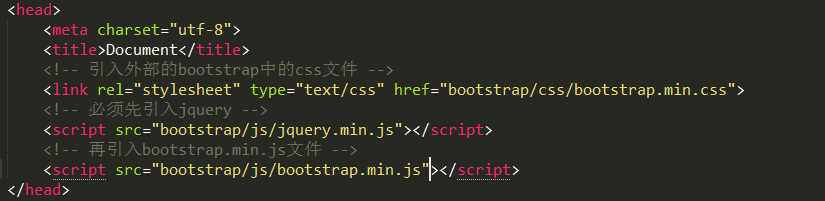 <head>
    <meta charset="utf-8">
    <title>Document</title>
    <!-- 引入外部的bootstrap中的css文件 -->
    <link rel="stylesheet" type="text/css" href="bootstrap/css/bootstrap.min.css">
    <!-- 必须先引入jquery -->
    <script src="bootstrap/js/jquery.min.js"></script>
    <!-- 再引入bootstrap.min.js文件 -->
    <script src="bootstrap/js/bootstrap.min.js"></script>
</head>